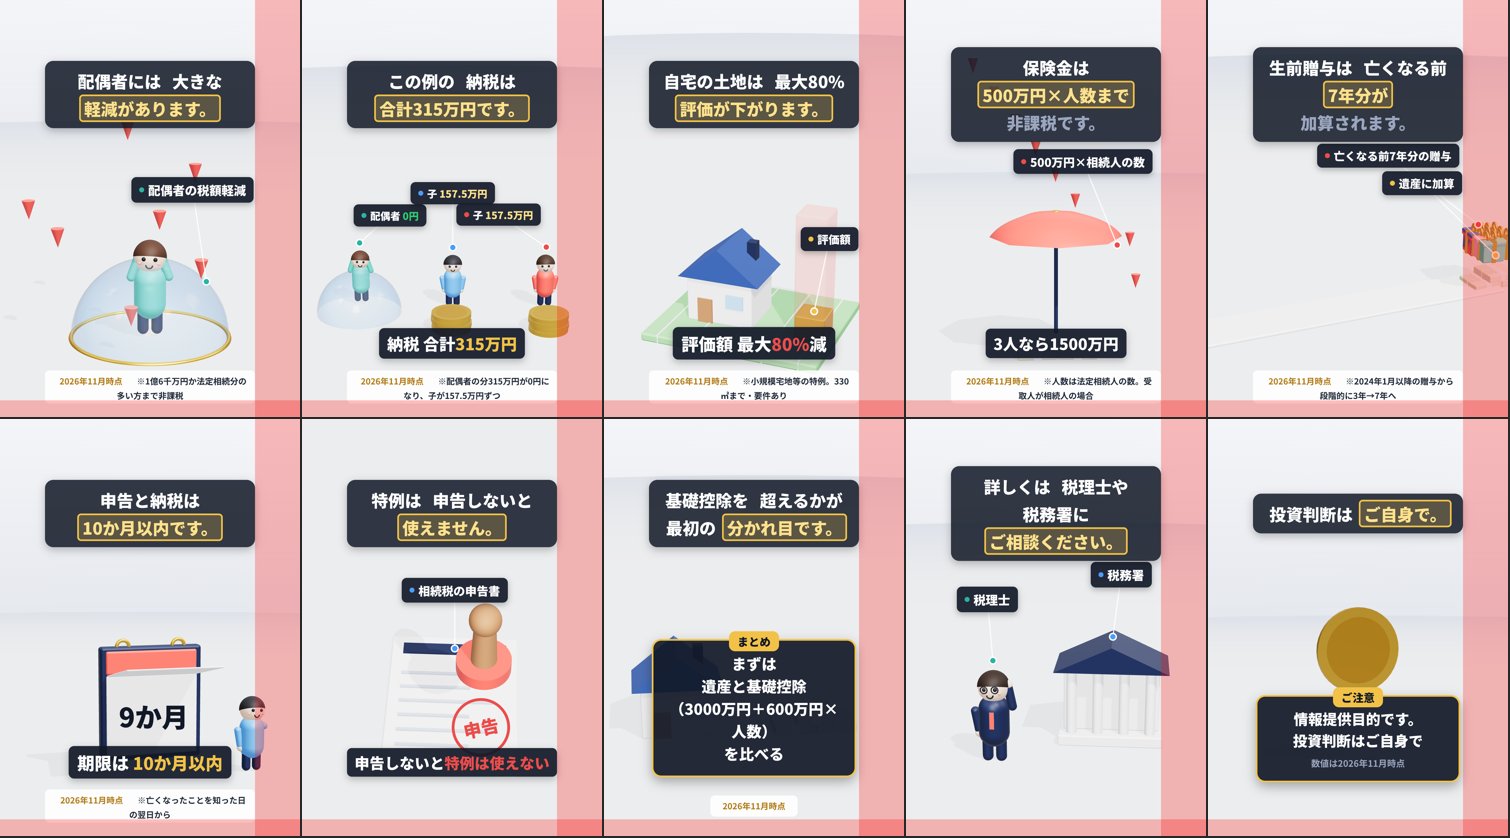 配偶者には 大きな
軽減があります。
配偶者の税額軽減
2026年11月時点 ※1億6千万円か法定相続分の
多い方まで非課税
この例の 納税は
合計315万円です。
子 157.5万円
配偶者 0円
子 157.5万円
納税 合計315万円
2026年11月時点 ※配偶者の分315万円が0円に
なり、子が157.5万円ずつ
自宅の土地は 最大80%
評価が下がります。
評価額
評価額 最大80%減
2026年11月時点 ※小規模宅地等の特例。330
㎡まで・要件あり
保険金は
500万円×人数まで
非課税です。
500万円×相続人の数
3人なら1500万円
2026年11月時点 ※人数は法定相続人の数。受
取人が相続人の場合
生前贈与は 亡くなる前
7年分が
加算されます。
亡くなる前7年分の贈与
遺産に加算
2026年11月時点 ※2024年1月以降の贈与から
段階的に3年→7年へ
申告と納税は
10か月以内です。
9か月
期限は 10か月以内
2026年11月時点 ※亡くなったことを知った日
の翌日から
特例は 申告しないと
使えません。
相続税の申告書
申告
申告しないと特例は使えない
基礎控除を 超えるかが
最初の 分かれ目です。
まとめ
まずは
遺産と基礎控除
（3000万円＋600万円×
人数）
を比べる
2026年11月時点
詳しくは 税理士や
税務署に
ご相談ください。
税務署
税理士
投資判断は ご自身で。
ご注意
情報提供目的です。
投資判断はご自身で
数値は2026年11月時点